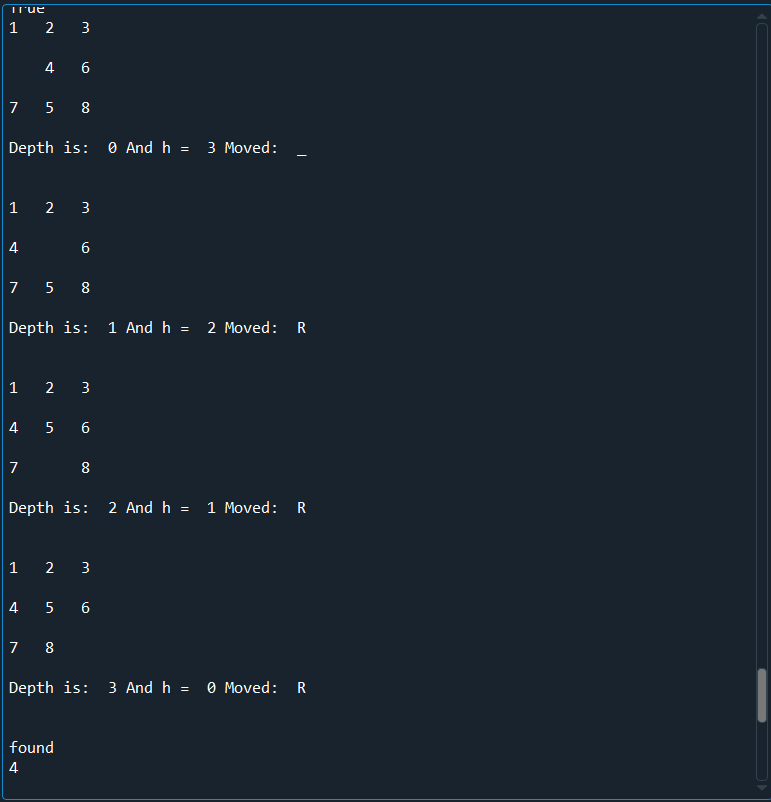 True
1   2   3
    4   6
7   5   8
Depth is:  0 And h =  3 Moved:  _
1   2   3
4       6
7   5   8
Depth is:  1 And h =  2 Moved:  R
1   2   3
4   5   6
7       8
Depth is:  2 And h =  1 Moved:  R
1   2   3
4   5   6
7   8
Depth is:  3 And h =  0 Moved:  R
found
4